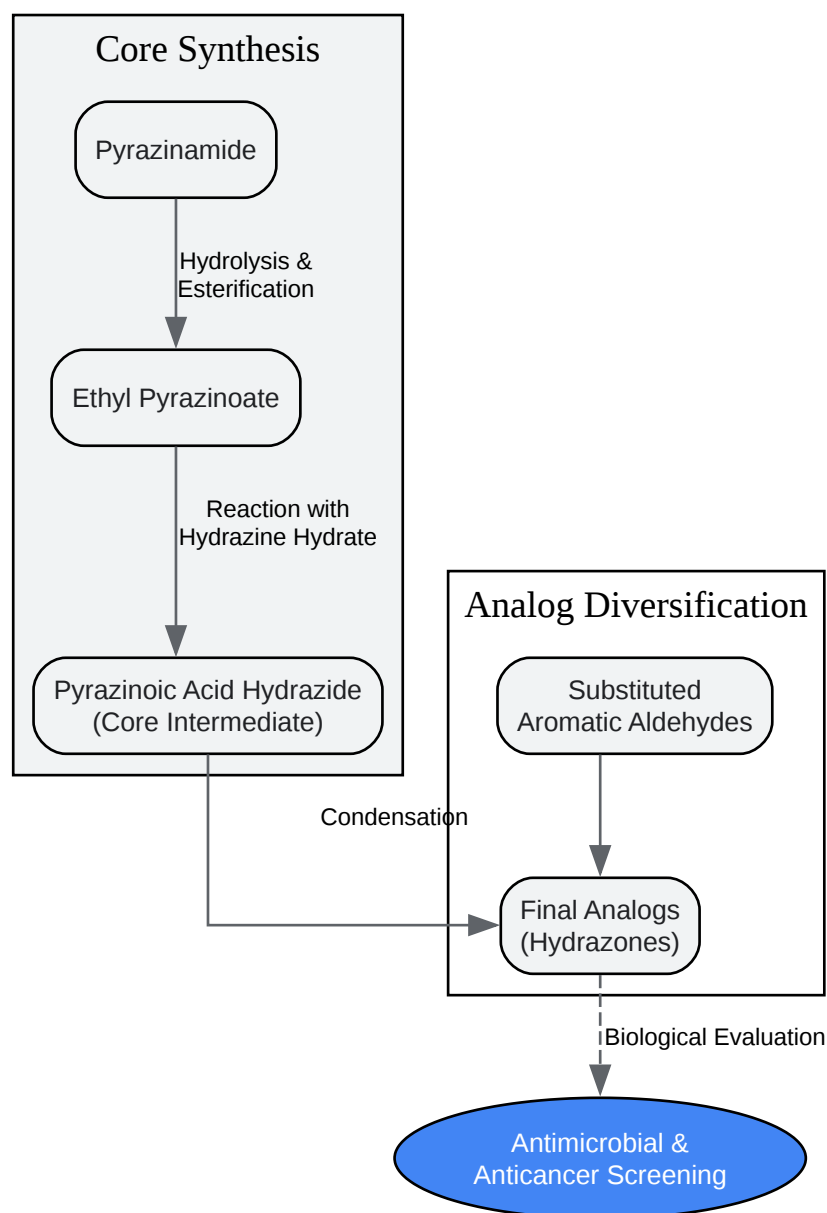 Core Synthesis
Pyrazinamide
Hydrolysis &
Esterification
Ethyl Pyrazinoate
Reaction with
Hydrazine Hydrate
Pyrazinoic Acid Hydrazide
(Core Intermediate)
Analog Diversification
Substituted
Aromatic Aldehydes
Condensation
Final Analogs
(Hydrazones)
Biological Evaluation
Antimicrobial &
Anticancer Screening